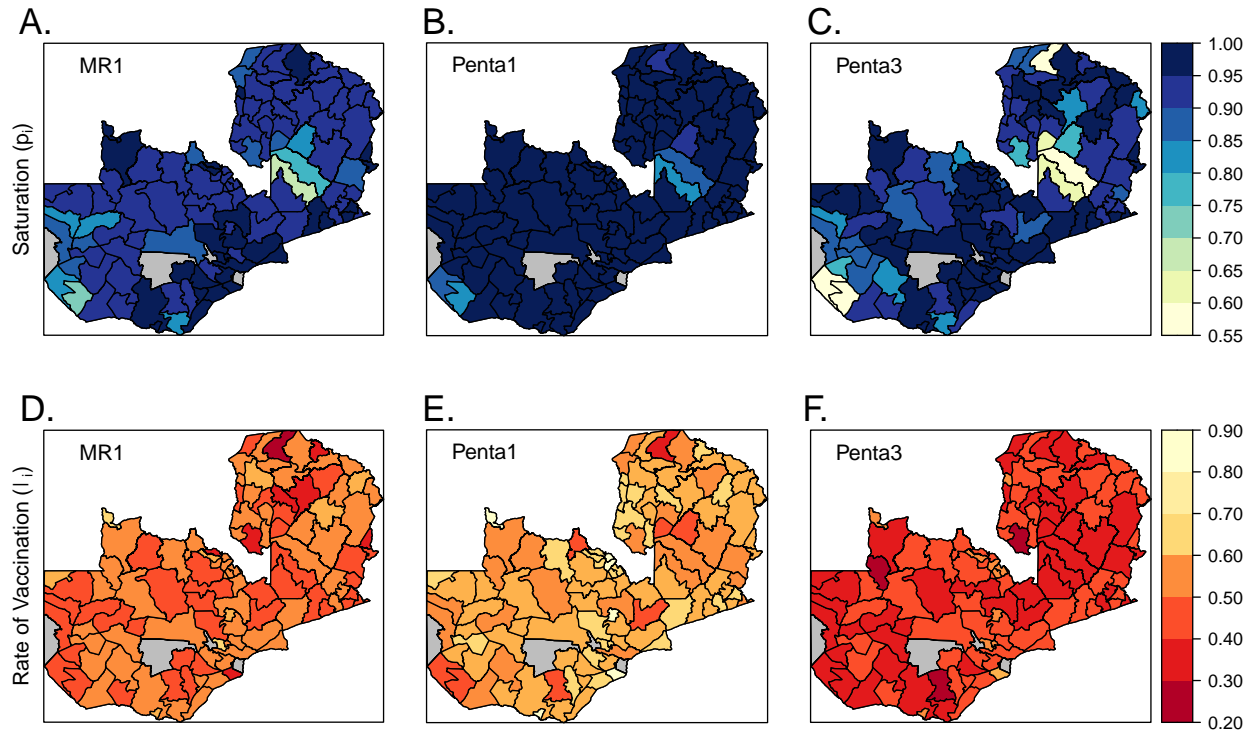 A.
B.
C.
MR1
Penta1
Penta3
Saturation (pi)
1.00
0.95
0.90
0.85
0.80
0.75
0.70
0.65
0.60
0.55
D.
E.
F.
MR1
Penta1
Penta3
Rate of Vaccination (l i)
0.90
0.80
0.70
0.60
0.50
0.40
0.30
0.20